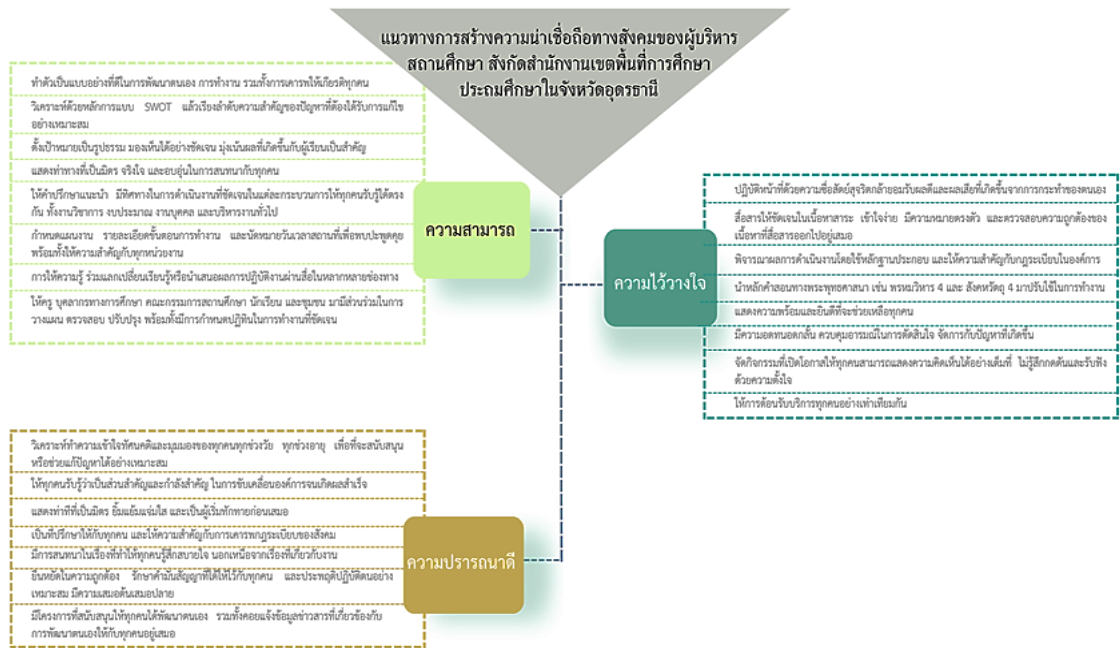 แนวทางการสร้างความน่าเชื่อถือทางสังคมของผู้บริหาร
สถานศึกษา สังกัดสำนักงานเขตพื้นที่การศึกษา
ประถมศึกษาในจังหวัดอุดรธานี
ทำตัวเป็นแบบอย่างที่ดีในการพัฒนาตนเอง การทำงาน รวมทั้งการเคารพให้เกียรติทุกคน
วิเคราะห์ด้วยหลักการแบบ SWOT แล้วเรียงลำดับความสำคัญของปัญหาที่ต้องได้รับการแก้ไข
อย่างเหมาะสม
ตั้งเป้าหมายเป็นรูปธรรม มองเห็นได้อย่างชัดเจน มุ่งเน้นผลที่เกิดขึ้นกับผู้เรียนเป็นสำคัญ
แสดงท่าทางที่เป็นมิตร จริงใจ และอบอุ่นในการสนทนากับทุกคน
ให้คำปรึกษาแนะนำ มีทิศทางในการดำเนินงานที่ชัดเจนในแต่ละกระบวนการให้ทุกคนรับรู้ได้ตรง
กัน ทั้งงานวิชาการ งบประมาณ งานบุคคล และบริหารงานทั่วไป
กำหนดแผนงาน รายละเอียดขั้นตอนการทำงาน และนัดหมายวันเวลาสถานที่เพื่อพบปะพูดคุย
พร้อมทั้งให้ความสำคัญกับทุกหน่วยงาน
การให้ความรู้ ร่วมแลกเปลี่ยนเรียนรู้หรือนำเสนอผลการปฏิบัติงานผ่านสื่อในหลากหลายช่องทาง
ให้ครู บุคลากรทางการศึกษา คณะกรรมการสถานศึกษา นักเรียน และชุมชน มามีส่วนร่วมในการ
วางแผน ตรวจสอบ ปรับปรุง พร้อมทั้งมีการกำหนดปฏิทินในการทำงานที่ชัดเจน
ความสามารถ
ความไว้วางใจ
ปฏิบัติหน้าที่ด้วยความซื่อสัตย์สุจริตกล้ายอมรับผลดีและผลเสียที่เกิดขึ้นจากการกระทำของตนเอง
สื่อสารให้ชัดเจนในเนื้อหาสาระ เข้าใจง่าย มีความหมายตรงตัว และตรวจสอบความถูกต้องของ
เนื้อหาที่สื่อสารออกไปอยู่เสมอ
พิจารณาผลการดำเนินงานโดยใช้หลักฐานประกอบ และให้ความสำคัญกับกฎระเบียบในองค์การ
นำหลักคำสอนทางพระพุทธศาสนา เช่น พรหมวิหาร 4 และ สังคหวัตถุ 4 มาปรับใช้ในการทำงาน
แสดงความพร้อมและยินดีที่จะช่วยเหลือทุกคน
มีความอดทนอดกลั้น ควบคุมอารมณ์ในการตัดสินใจ จัดการกับปัญหาที่เกิดขึ้น
จัดกิจกรรมที่เปิดโอกาสให้ทุกคนสามารถแสดงความคิดเห็นได้อย่างเต็มที่ ไม่รู้สึกกดดันและรับฟัง
ด้วยความตั้งใจ
ให้การต้อนรับบริการทุกคนอย่างเท่าเทียมกัน
วิเคราะห์ทำความเข้าใจทัศนคติและมุมมองของทุกคนทุกช่วงวัย ทุกช่วงอายุ เพื่อที่จะสนับสนุน
หรือช่วยแก้ปัญหาได้อย่างเหมาะสม
ให้ทุกคนรับรู้ว่าเป็นส่วนสำคัญและกำลังสำคัญ ในการขับเคลื่อนองค์การจนเกิดผลสำเร็จ
แสดงท่าทีที่เป็นมิตร ยิ้มแย้มแจ่มใส และเป็นผู้เริ่มทักทายก่อนเสมอ
เป็นที่ปรึกษาให้กับทุกคน และให้ความสำคัญกับการเคารพกฎระเบียบของสังคม
มีการสนทนาในเรื่องที่ทำให้ทุกคนรู้สึกสบายใจ นอกเหนือจากเรื่องที่เกี่ยวกับงาน
ยืนหยัดในความถูกต้อง รักษาคำมั่นสัญญาที่ได้ให้ไว้กับทุกคน และประพฤติปฏิบัติตนอย่าง
เหมาะสม มีความเสมอต้นเสมอปลาย
มีโครงการที่สนับสนุนให้ทุกคนได้พัฒนาตนเอง รวมทั้งคอยแจ้งข้อมูลข่าวสารที่เกี่ยวข้องกับ
การพัฒนาตนเองให้กับทุกคนอยู่เสมอ
ความปรารถนาดี